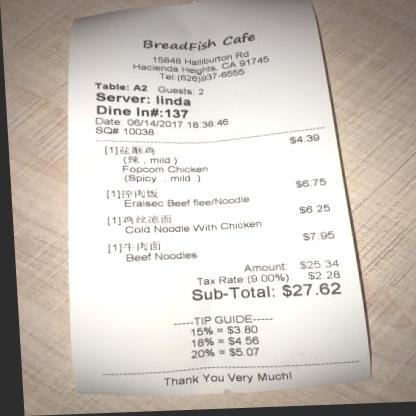 BreadFish Cafe
15848 Halliburton Rd
Hacienda Heights, CA 91745
Tel:(626)937-6555
Table: A2 Guests: 2
Server: linda
Dine In#:137
Date: 06/14/2017 18:38:46
SQ# 10038
[1]盐酥鸡 $4.39
(辣 . mild )
Fopcorn Chicken
(Spicy . mild )
[1]控肉饭 $6.75
Eraisec Beef flee/Noodle
[1]鸡丝凉面 $6.25
Cold Noodle With Chicken
[1]牛肉面 $7.95
Beef Noodles
Amount: $25.34
Tax Rate (9.00%): $2.28
Sub-Total: $27.62
-----TIP GUIDE-----
15% = $3.80
18% = $4.56
20% = $5.07
Thank You Very Much!